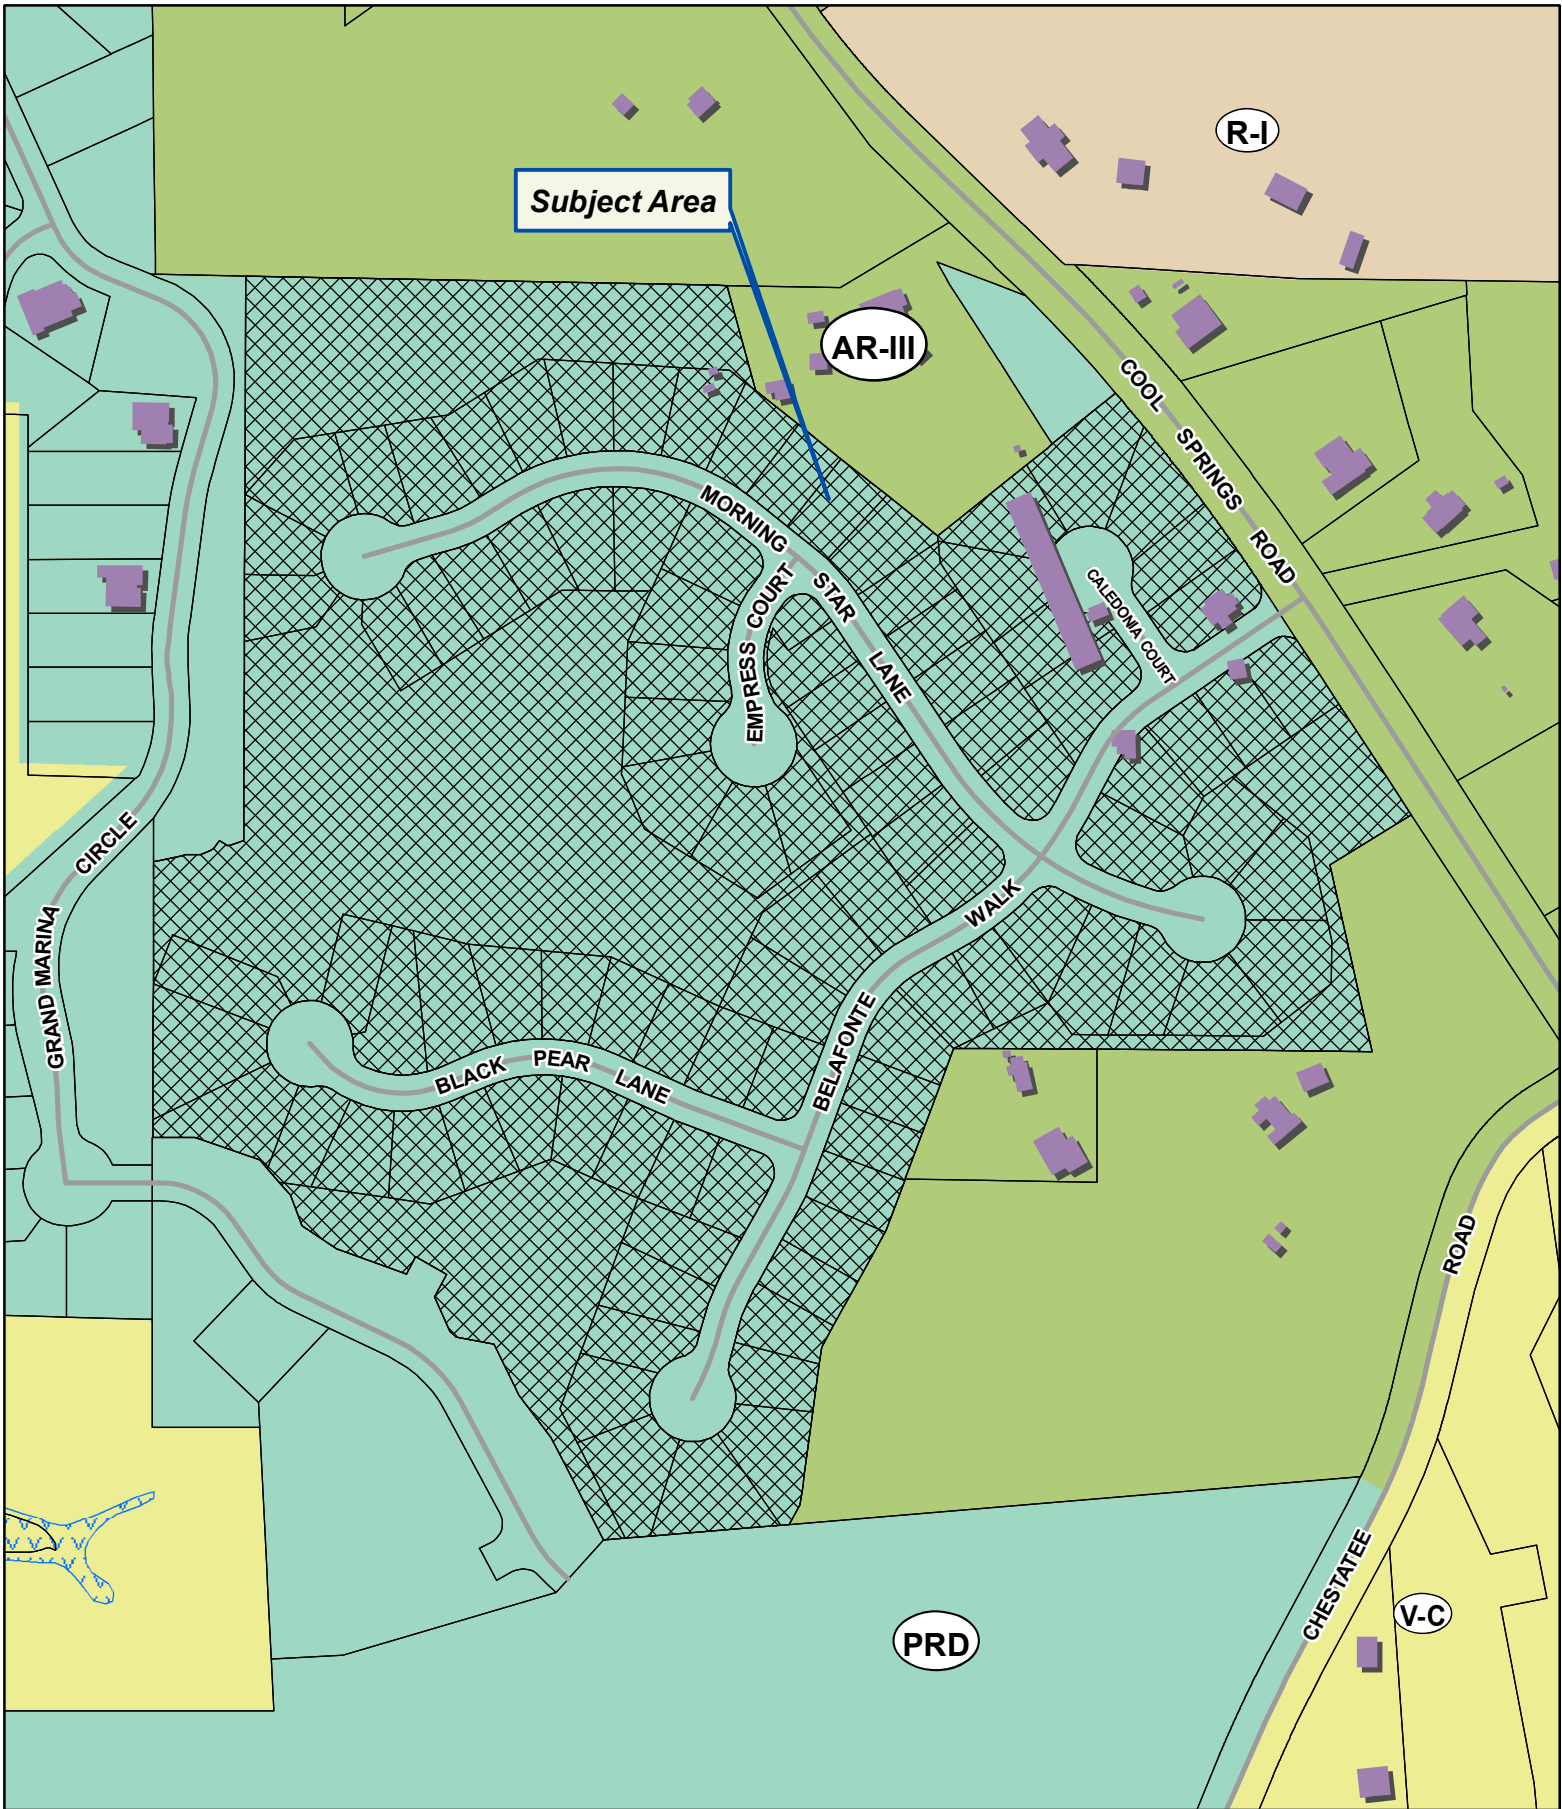 R-I
Subject Area
AR-III
COOL SPRINGS ROAD
MORNING STAR LANE
EMPRESS COURT
CALEDONIA COURT
GRAND MARINA CIRCLE
BELAFONTE WALK
BLACK PEAR LANE
CHESTATEE ROAD
V-C
PRD